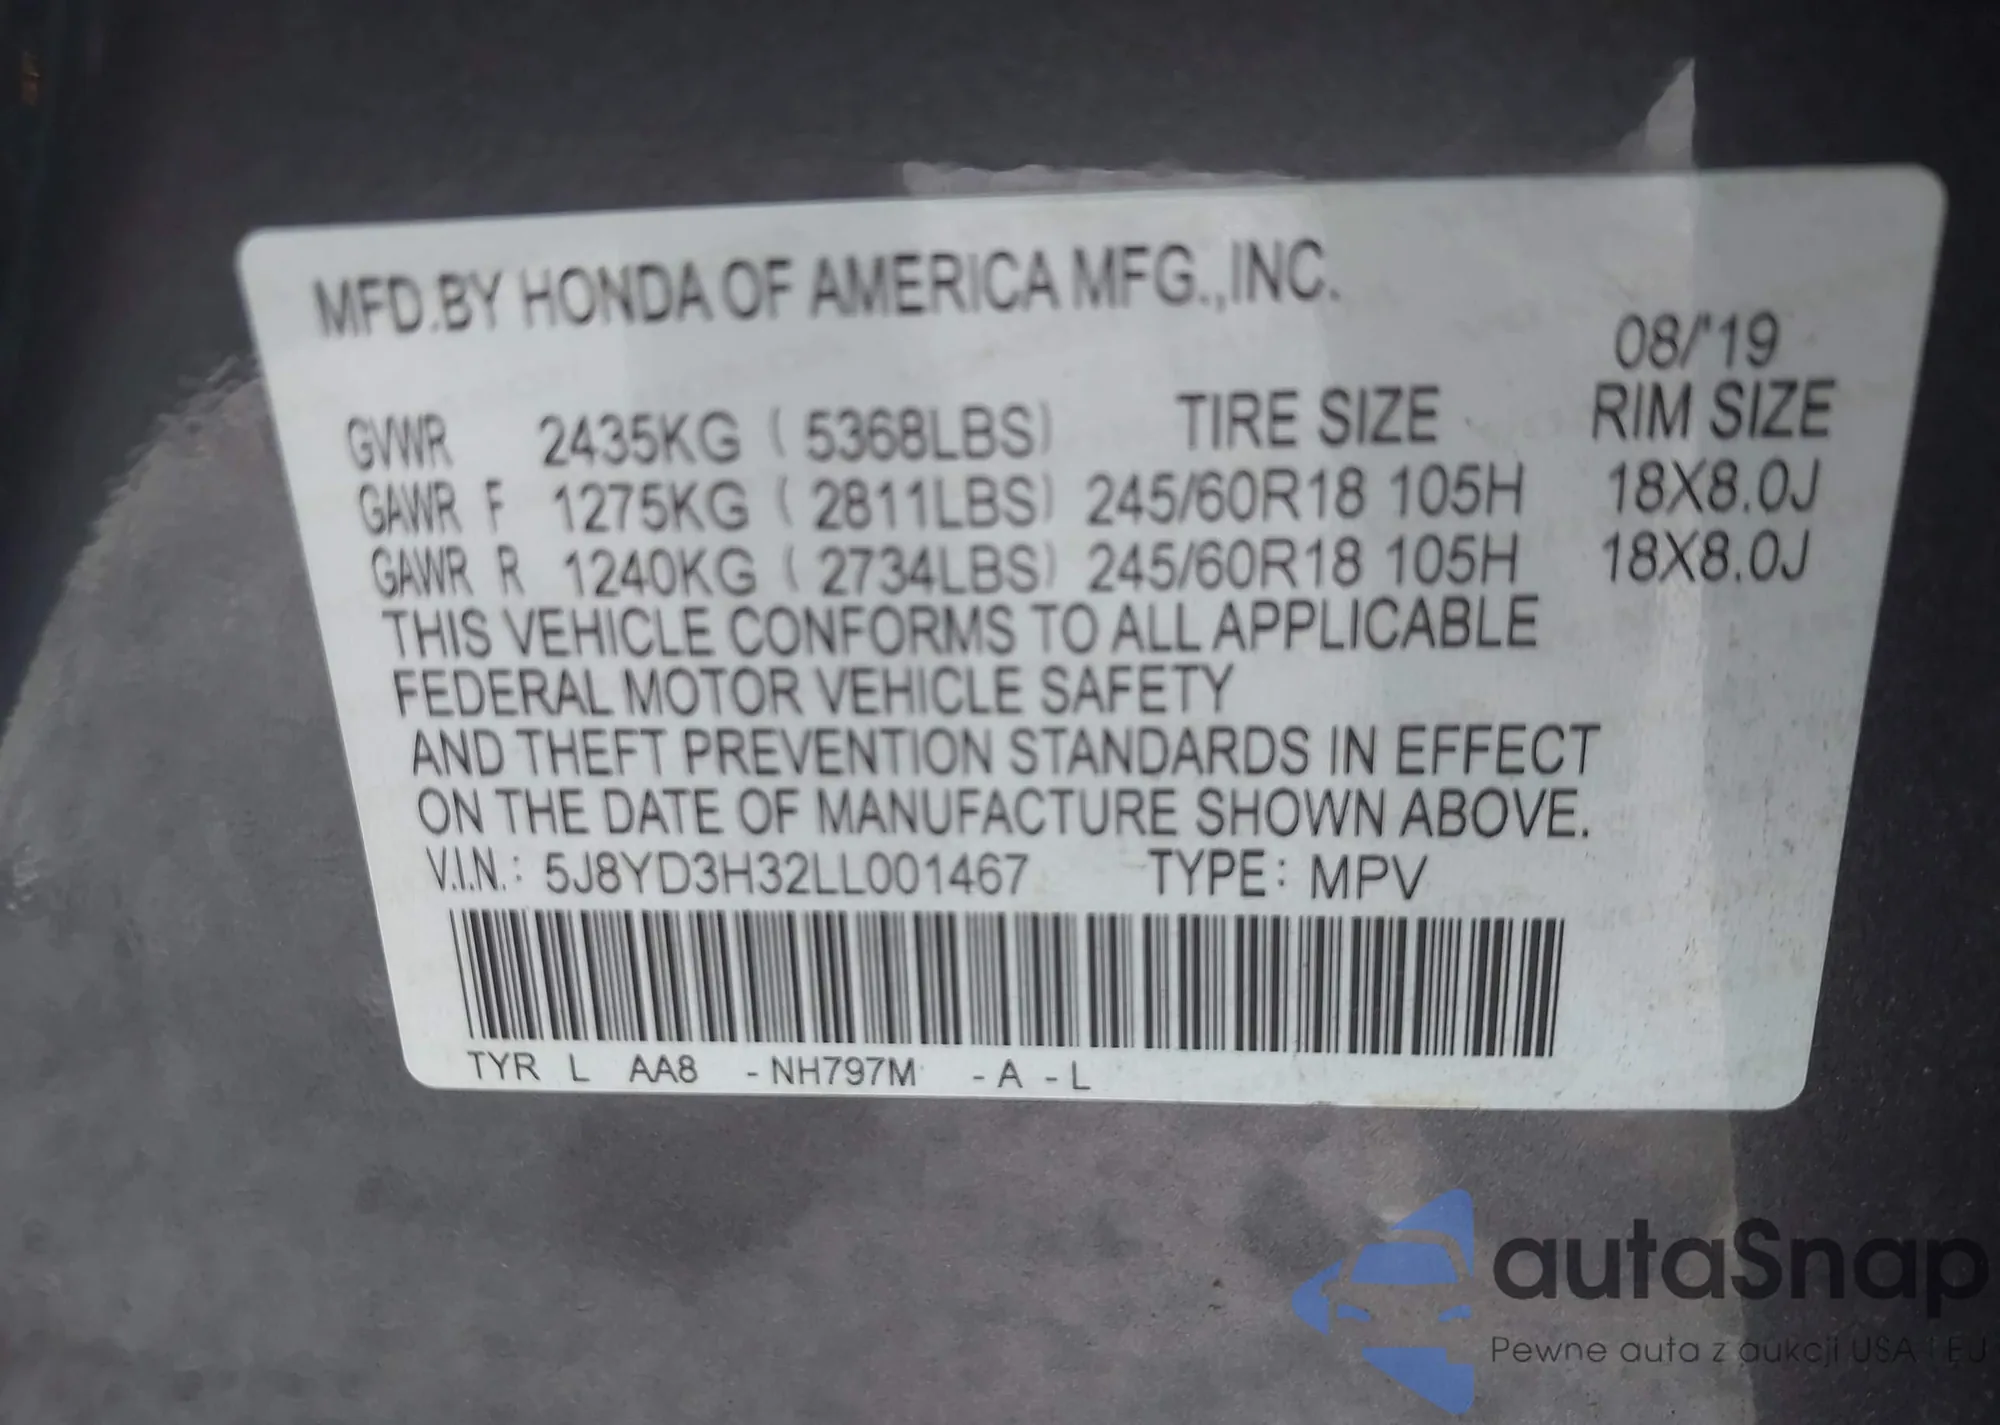 MFD.BY HONDA OF AMERICA MFG.,INC.
08/'19
GVWR 2435KG ( 5368LBS) TIRE SIZE RIM SIZE
GAWR F 1275KG ( 2811LBS) 245/60R18 105H 18X8.0J
GAWR R 1240KG ( 2734LBS) 245/60R18 105H 18X8.0J
THIS VEHICLE CONFORMS TO ALL APPLICABLE
FEDERAL MOTOR VEHICLE SAFETY
AND THEFT PREVENTION STANDARDS IN EFFECT
ON THE DATE OF MANUFACTURE SHOWN ABOVE.
V.I.N.: 5J8YD3H32LL001467 TYPE: MPV
TYR L AA8 -NH797M -A -L
autaSnap
Pewne auta z aukcji USA i EU